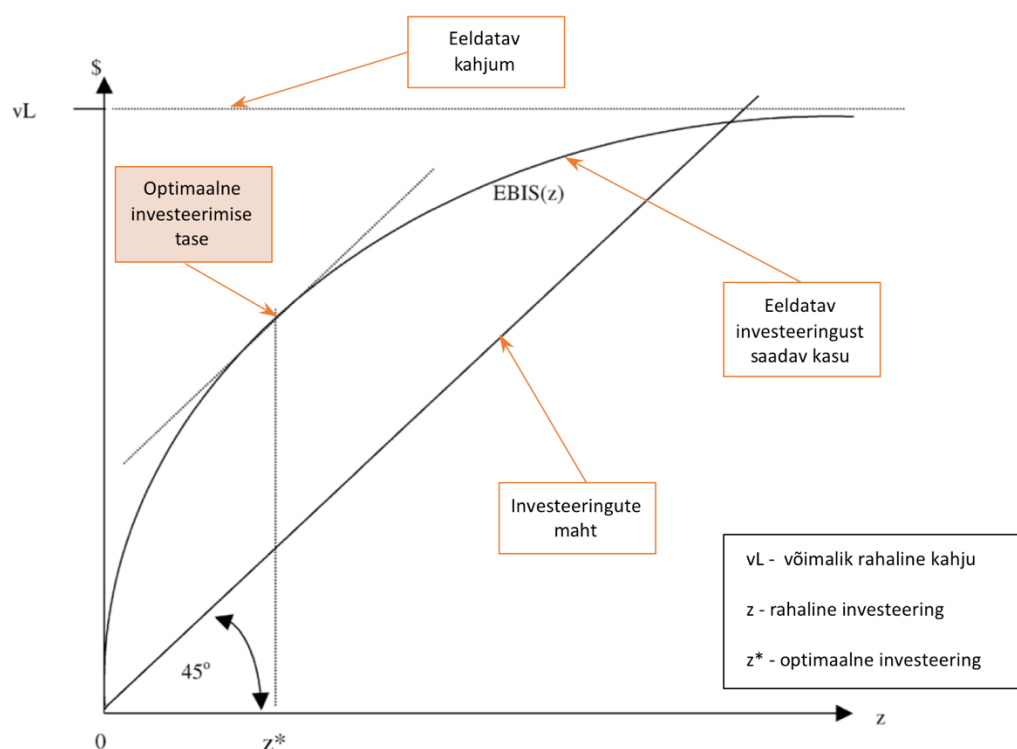 Eeldatav
kahjum
$
vL
Optimaalne
investeerimise
tase
EBIS(z)
Eeldatav
investeeringust
saadav kasu
Investeeringute
maht
vL - võimalik rahaline kahju
z - rahaline investeering
z* - optimaalne investeering
45º
0
z*
z